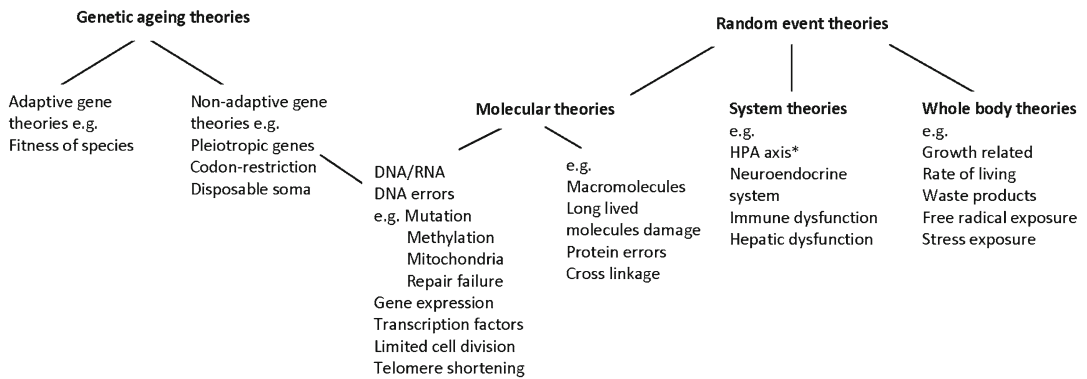 Genetic ageing theories
Random event theories
Adaptive gene
theories e.g.
Fitness of species
Non-adaptive gene
theories e.g.
Pleiotropic genes
Codon-restriction
Disposable soma
Molecular theories
DNA/RNA
DNA errors
e.g. Mutation
Methylation
Mitochondria
Repair failure
Gene expression
Transcription factors
Limited cell division
Telomere shortening
e.g.
Macromolecules
Long lived
molecules damage
Protein errors
Cross linkage
System theories
e.g.
HPA axis*
Neuroendocrine
system
Immune dysfunction
Hepatic dysfunction
Whole body theories
e.g.
Growth related
Rate of living
Waste products
Free radical exposure
Stress exposure